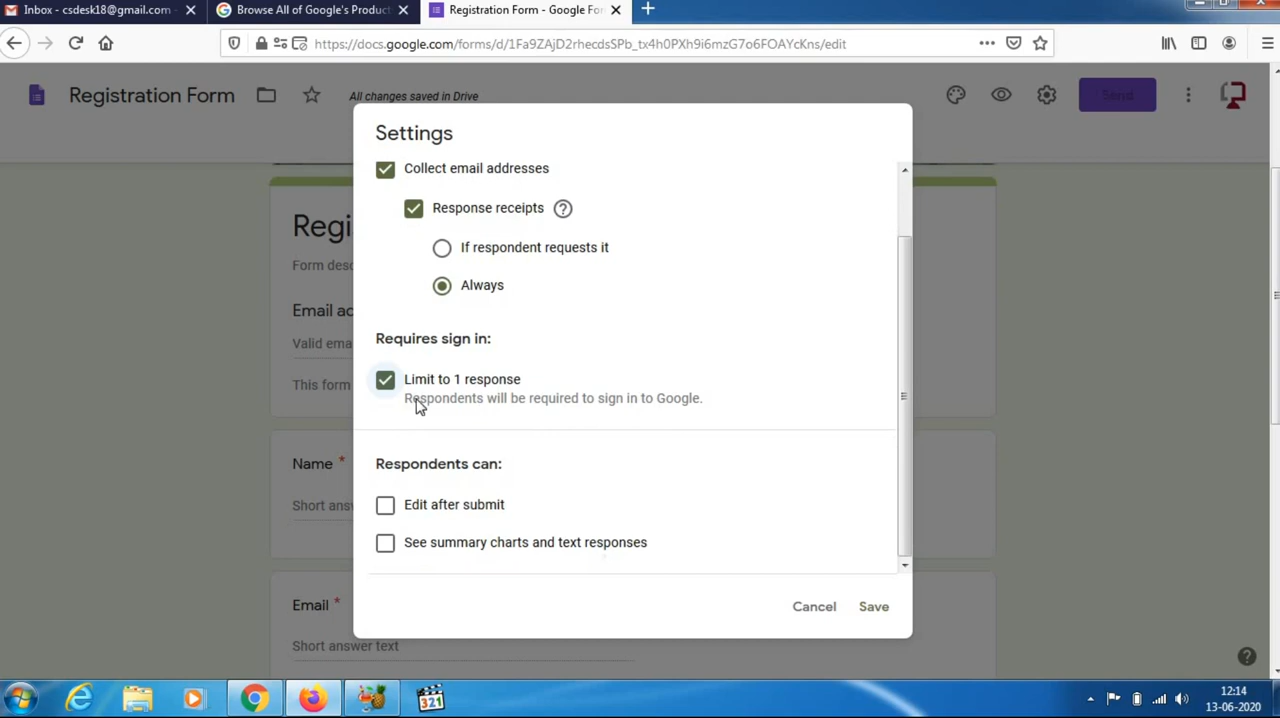 Inbox - csdesk18@gmail.com
Browse All of Google's Product
Registration Form - Google For
https://docs.google.com/forms/d/1Fa9ZAjD2rhecdsSPb_tx4h0PXh9i6mzG7o6FOAYcKns/edit
Registration Form
All changes saved in Drive
Send
Settings
Collect email addresses
Response receipts
If respondent requests it
Always
Requires sign in:
Limit to 1 response
Respondents will be required to sign in to Google.
Respondents can:
Edit after submit
See summary charts and text responses
Cancel
Save
Regi
Form desc
Email ad
Valid emai
This form
Name *
Short answ
Email *
Short answer text
321
12:14
13-06-2020